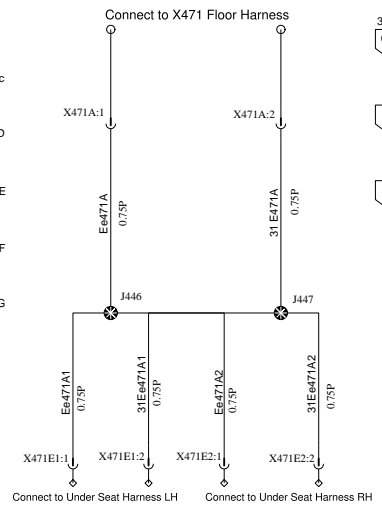 Connect to X471 Floor Harness
3
c
X471A:1
X471A:2
D
E
Ee471A
0.75P
31 E471A
0.75P
F
G
J446
J447
Ee471A1
0.75P
31Ee471A1
0.75P
Ee471A2
0.75P
31Ee471A2
0.75P
X471E1:1
X471E1:2
X471E2:1
X471E2:2
Connect to Under Seat Harness LH
Connect to Under Seat Harness RH